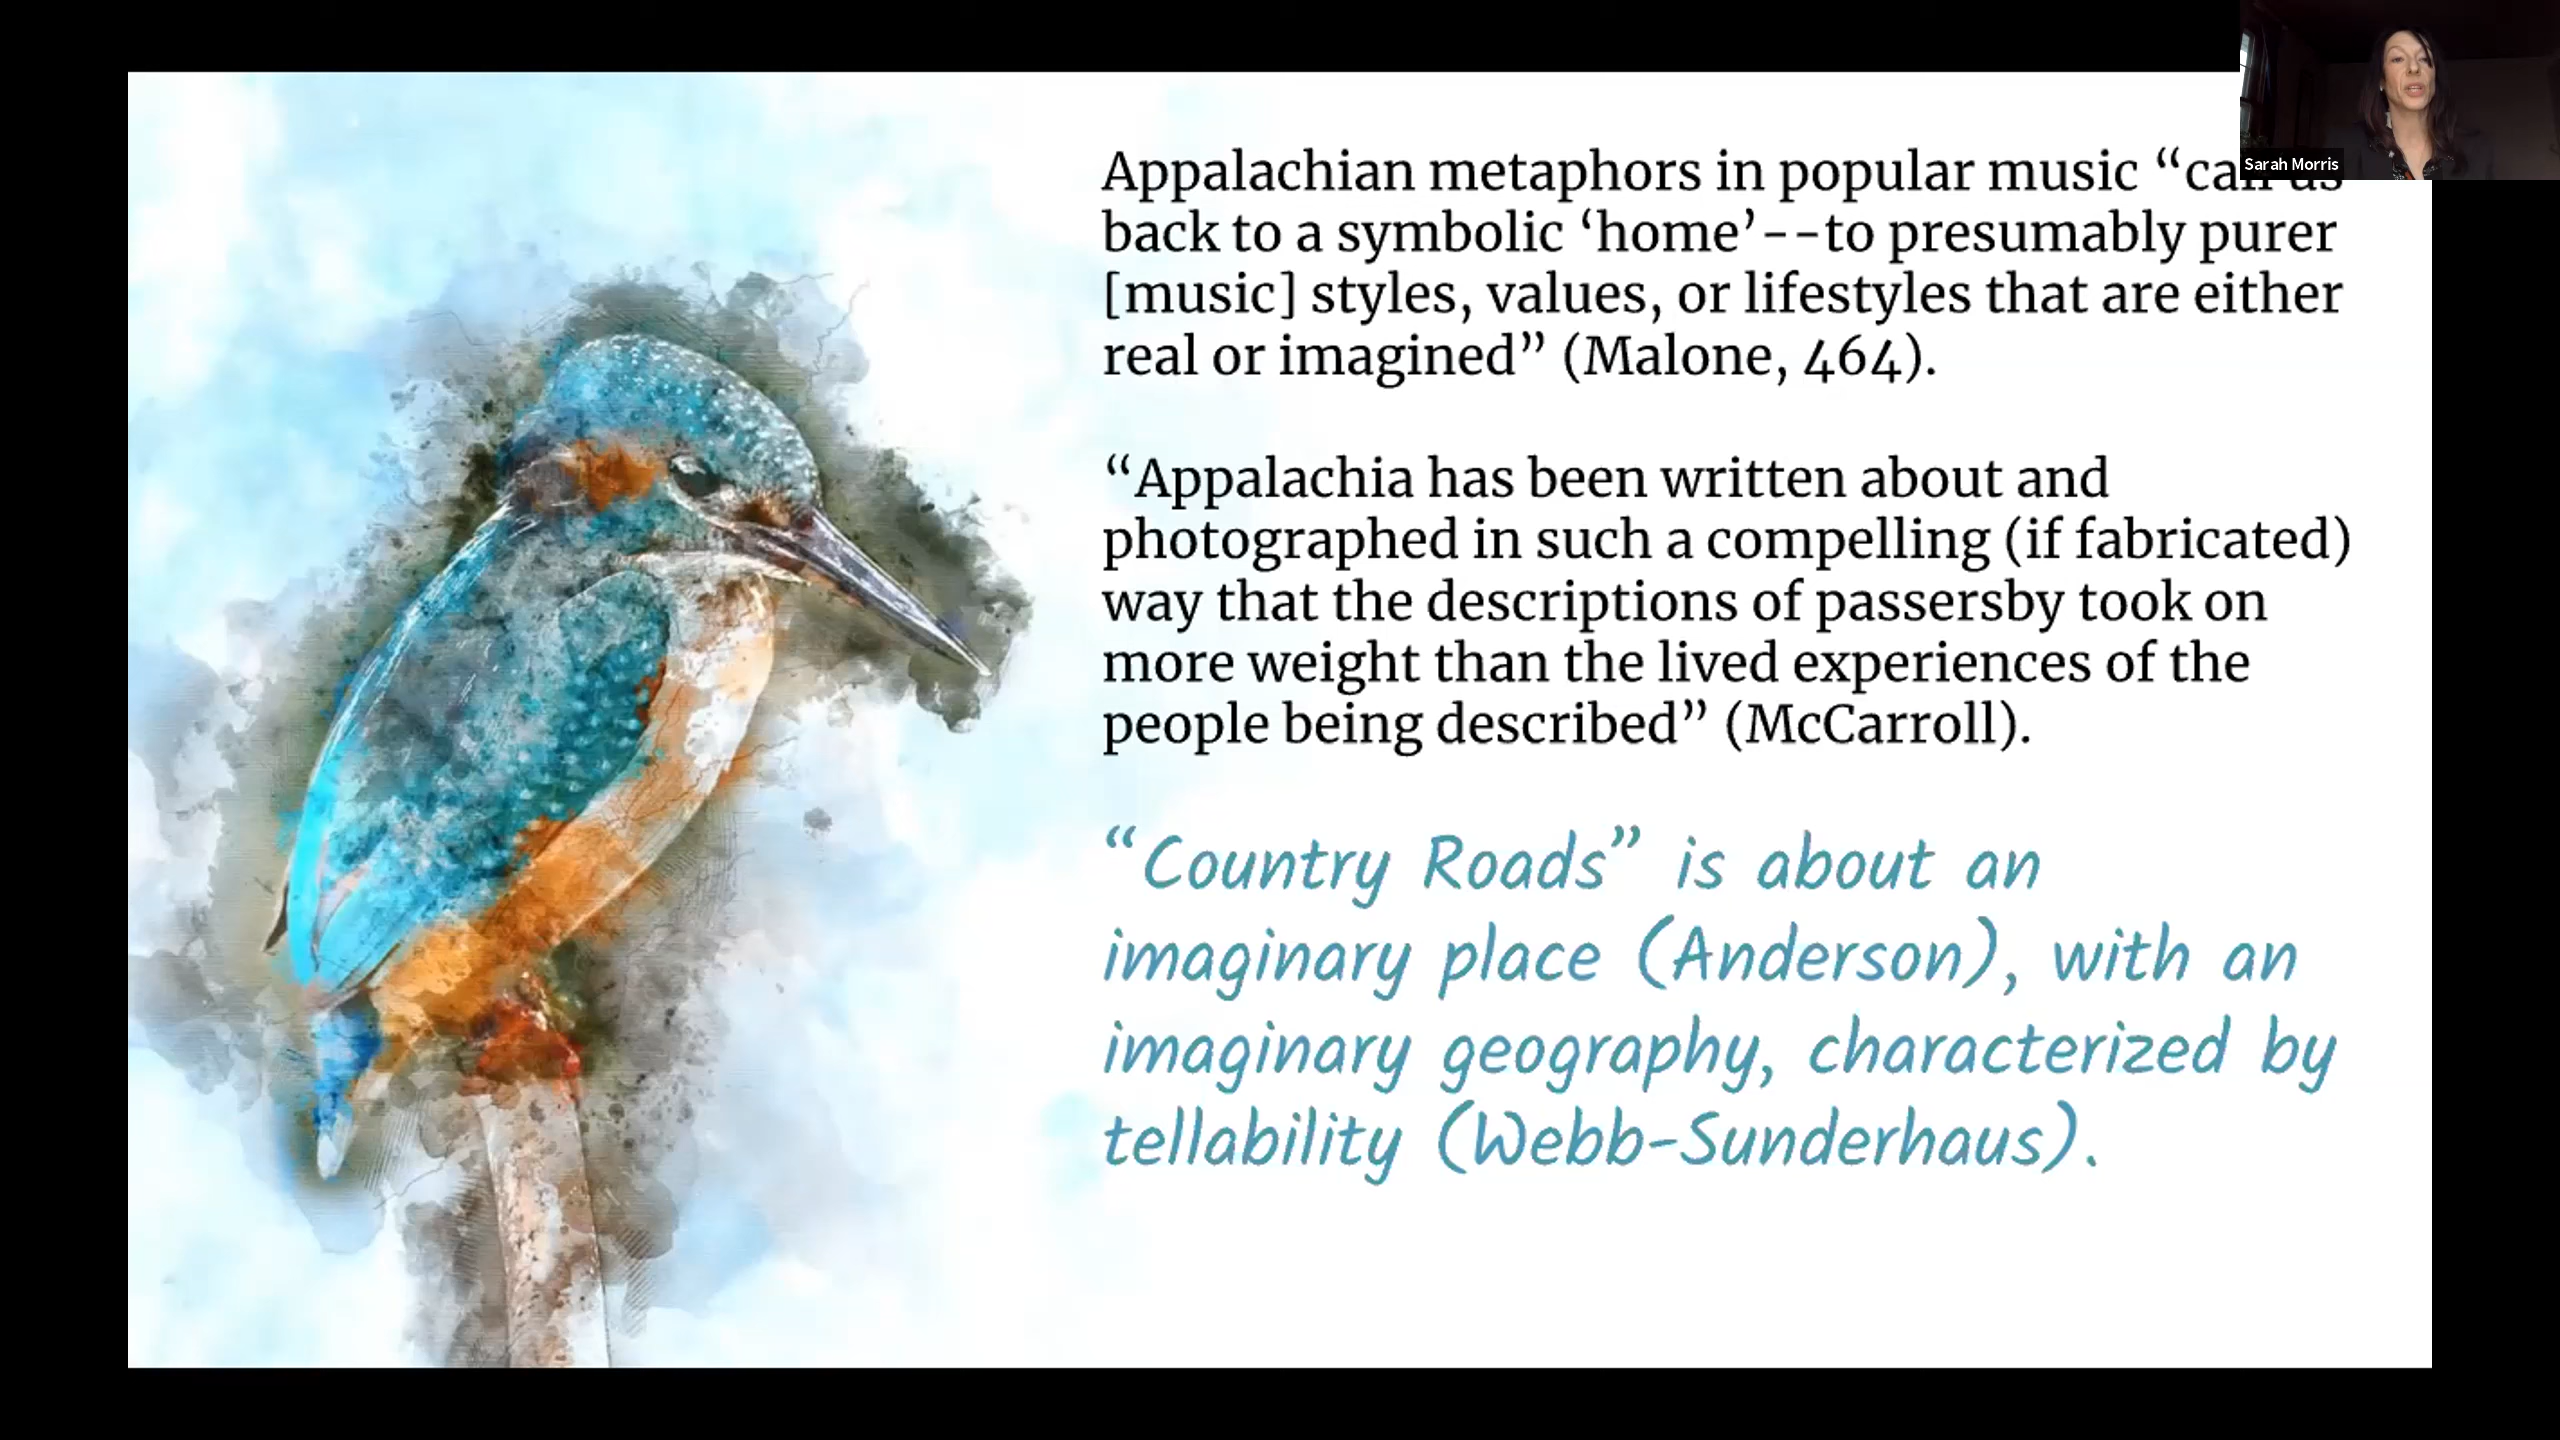 Sarah Morris
Appalachian metaphors in popular music “call us
back to a symbolic ‘home’--to presumably purer
[music] styles, values, or lifestyles that are either
real or imagined” (Malone, 464).
“Appalachia has been written about and
photographed in such a compelling (if fabricated)
way that the descriptions of passersby took on
more weight than the lived experiences of the
people being described” (McCarroll).
“Country Roads” is about an
imaginary place (Anderson), with an
imaginary geography, characterized by
tellability (Webb-Sunderhaus).